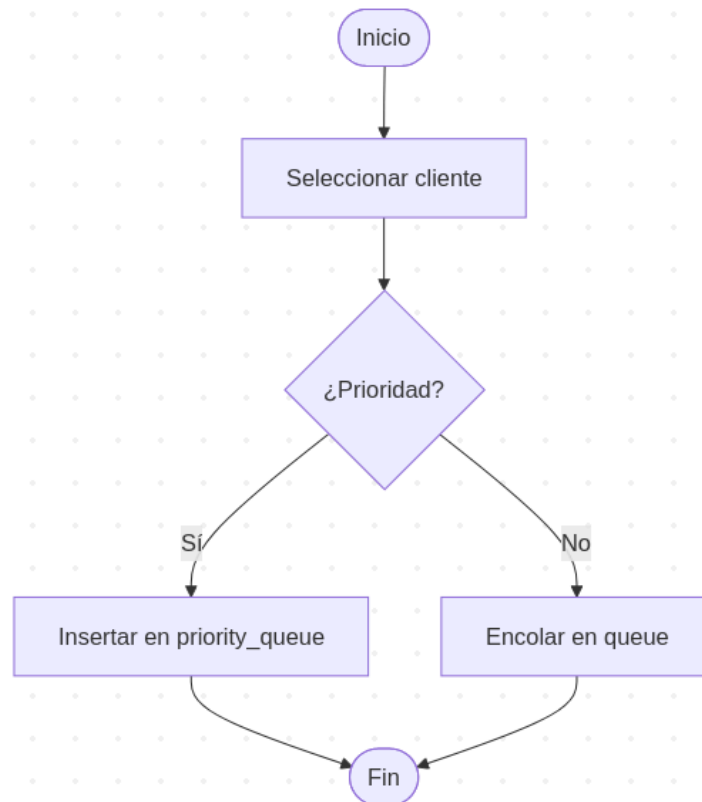 Inicio
Seleccionar cliente
¿Prioridad?
Sí
No
Insertar en priority_queue
Encolar en queue
Fin